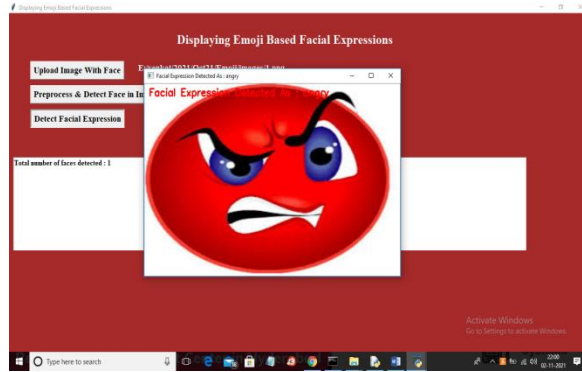 Displaying Emoji Based Facial Expressions
Displaying Emoji Based Facial Expressions
Upload Image With Face
Preprocess & Detect Face in Im
Detect Facial Expression
Facial Expression Detected As : angry
Facial Expression Detected As : angry
Total number of faces detected : 1
Activate Windows
Go to Settings to activate Windows.
Type here to search
22:00
02-11-2021